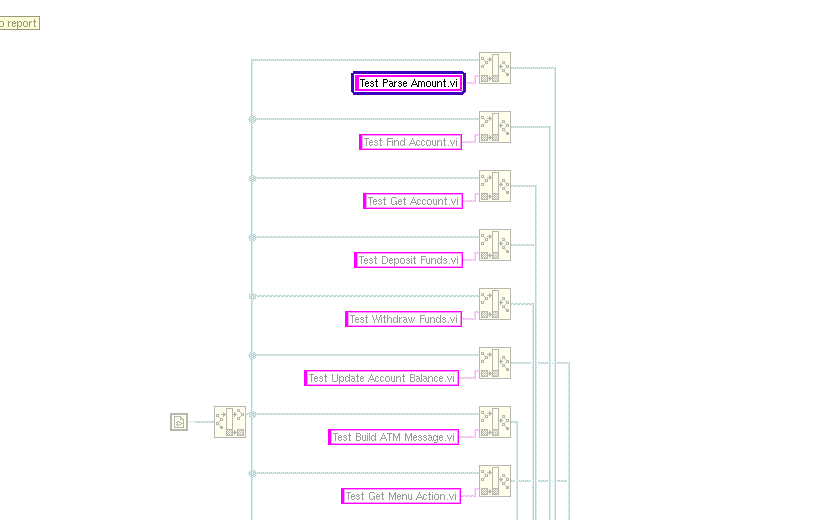 o report
Test Parse Amount.vi
Test Find Account.vi
Test Get Account.vi
Test Deposit Funds.vi
Test Withdraw Funds.vi
Test Update Account Balance.vi
Test Build ATM Message.vi
Test Get Menu Action.vi